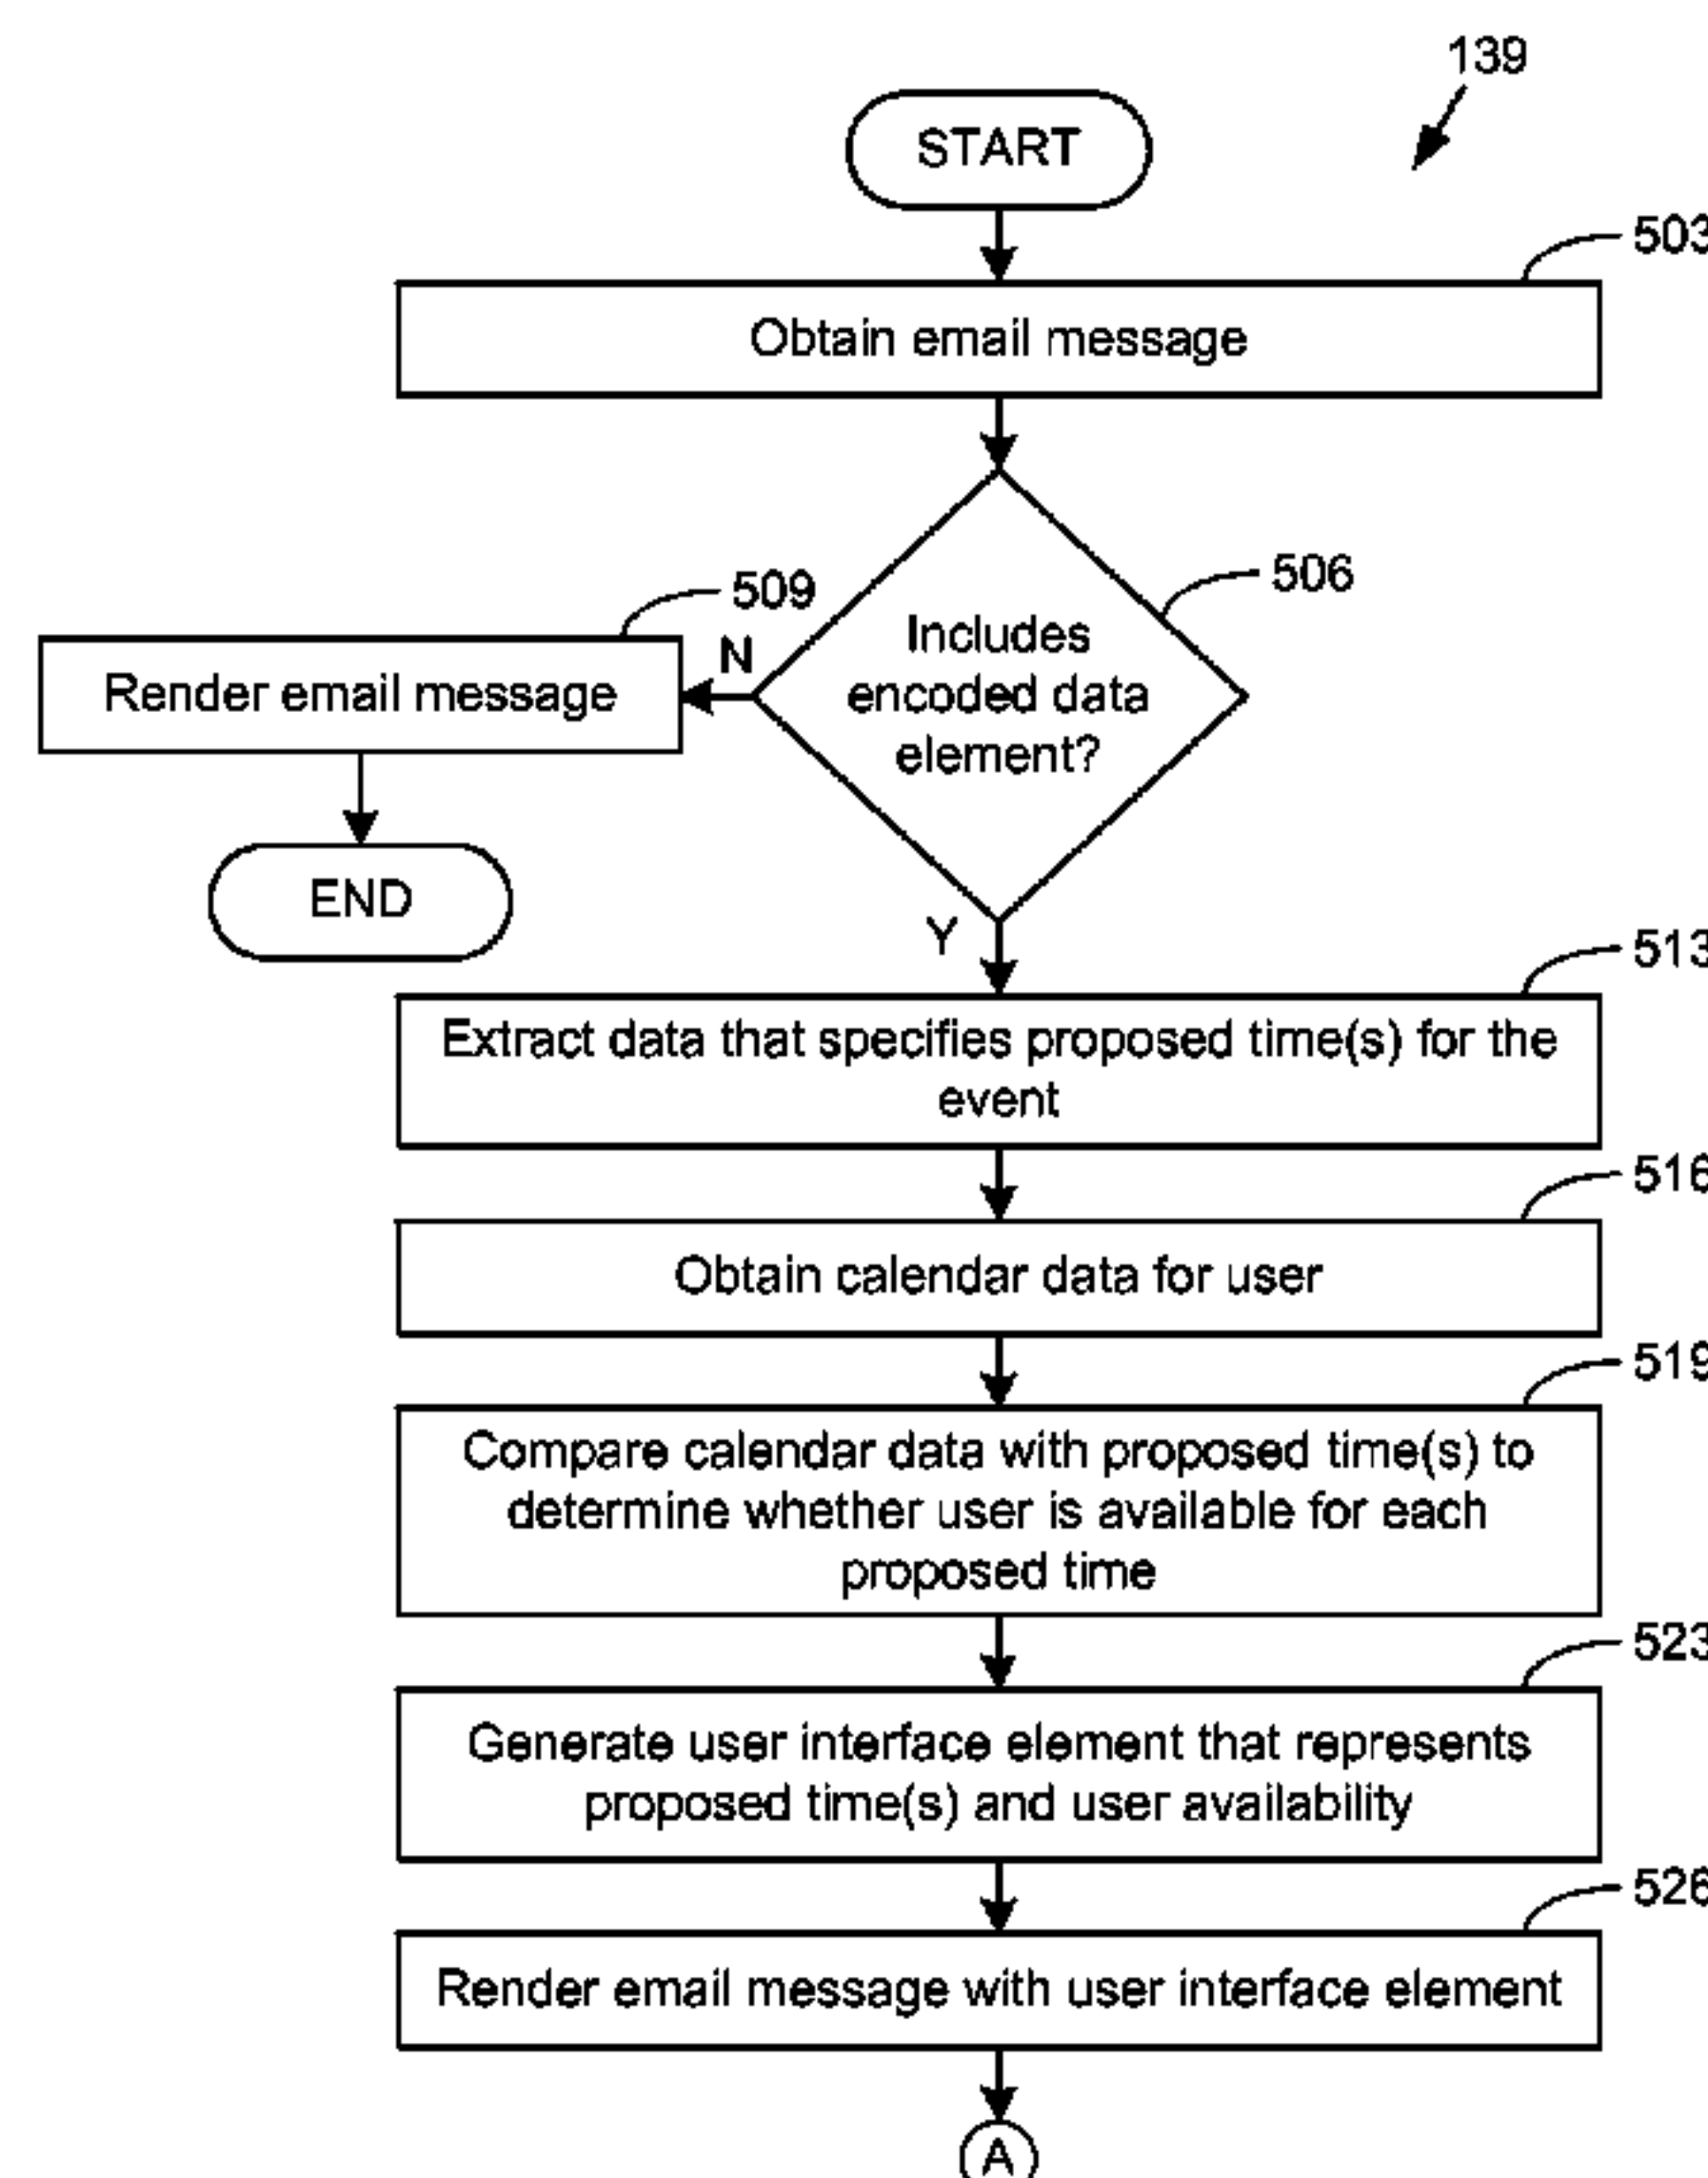 139
START
503
Obtain email message
506
Includes
encoded data
element?
509
N
Render email message
END
Y
513
Extract data that specifies proposed time(s) for the
event
516
Obtain calendar data for user
519
Compare calendar data with proposed time(s) to
determine whether user is available for each
proposed time
523
Generate user interface element that represents
proposed time(s) and user availability
526
Render email message with user interface element
A